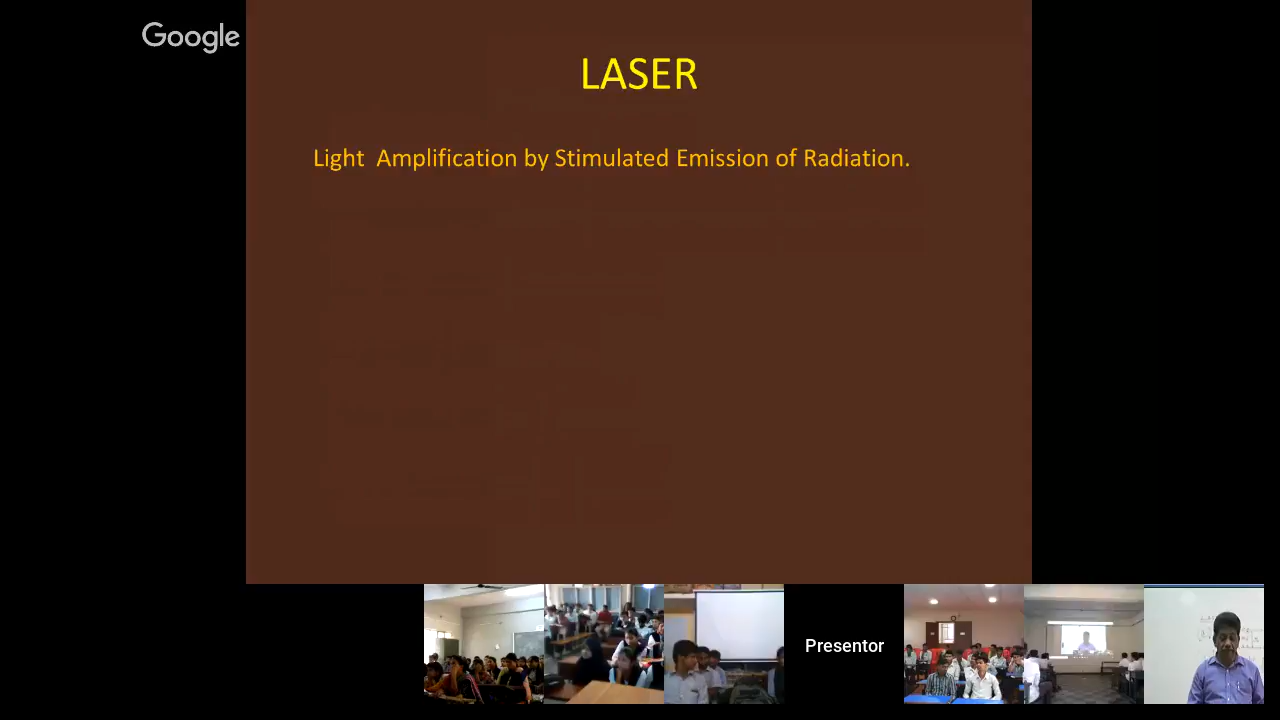 Google
LASER
Light Amplification by Stimulated Emission of Radiation.
Presentor